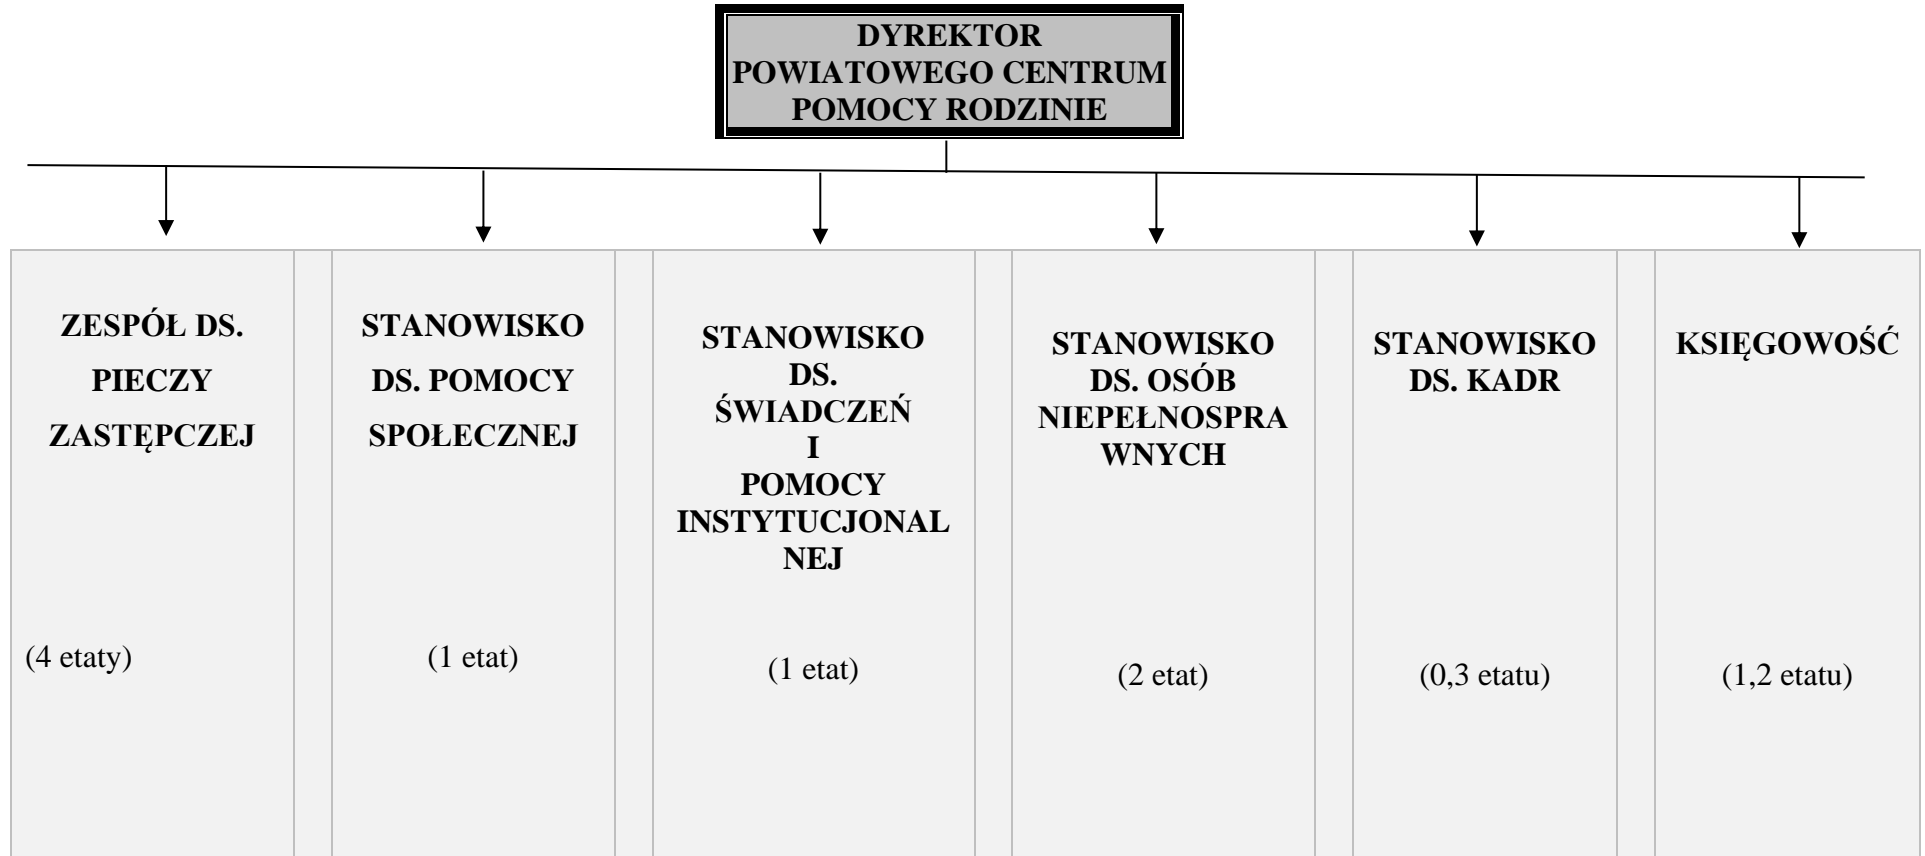 DYREKTOR
POWIATOWEGO CENTRUM
POMOCY RODZINIE
ZESPÓŁ DS.
PIECZY
ZASTĘPCZEJ
(4 etaty)
STANOWISKO
DS. POMOCY
SPOŁECZNEJ
(1 etat)
STANOWISKO
DS.
ŚWIADCZEŃ
I
POMOCY
INSTYTUCJONAL
NEJ
(1 etat)
STANOWISKO
DS. OSÓB
NIEPEŁNOSPRA
WNYCH
(2 etat)
STANOWISKO
DS. KADR
(0,3 etatu)
KSIĘGOWOŚĆ
(1,2 etatu)